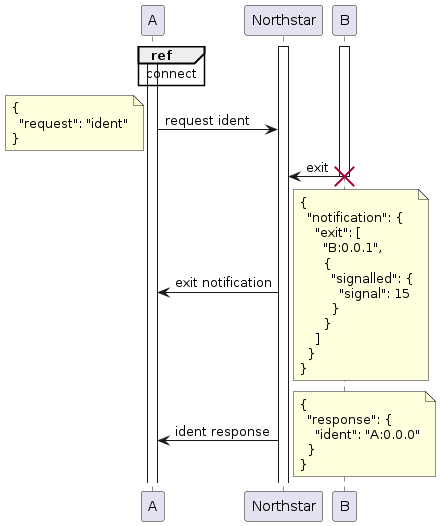 A
Northstar
B
ref
connect
{
"request": "ident"
}
request ident
exit
{
"notification": {
"exit": [
"B:0.0.1",
{
"signalled": {
"signal": 15
}
}
]
}
}
exit notification
{
"response": {
"ident": "A:0.0.0"
}
}
ident response
A
Northstar
B